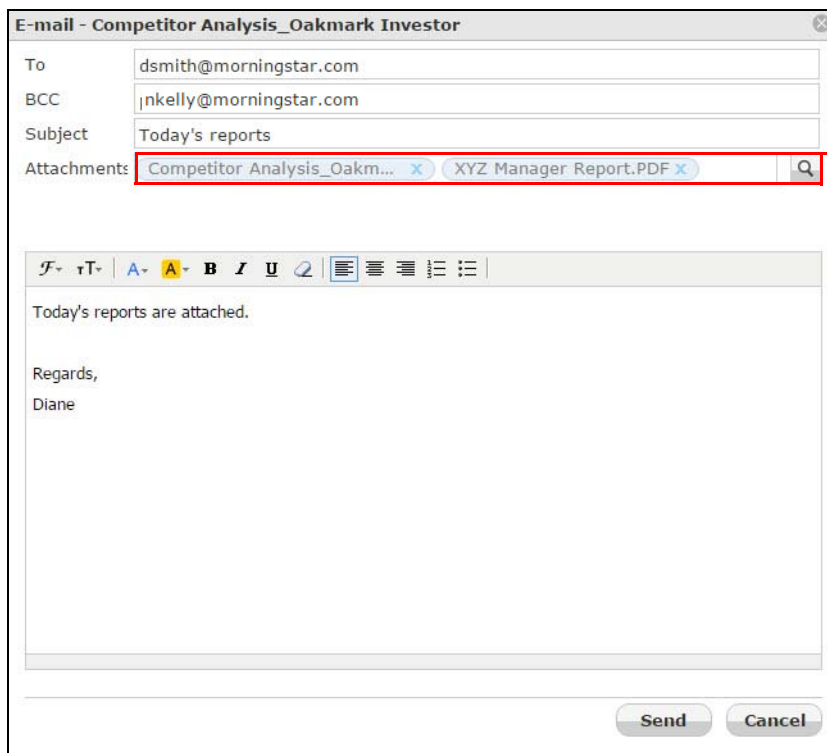 E-mail - Competitor Analysis_Oakmark Investor
To dsmith@morningstar.com
BCC nkelly@morningstar.com
Subject Today's reports
Attachments Competitor Analysis_Oakm... x XYZ Manager Report.PDF x
F TT A A B I U
Today's reports are attached.
Regards,
Diane
Send Cancel